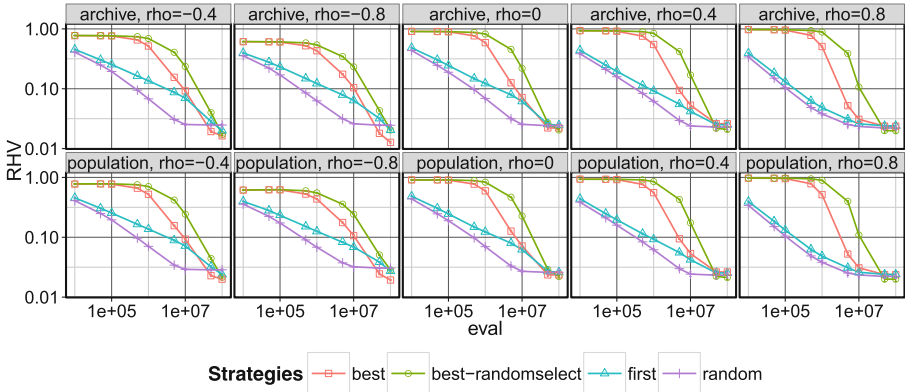 archive, rho=−0.4 archive, rho=−0.8 archive, rho=0 archive, rho=0.4 archive, rho=0.8
1.00
0.10
0.01
population, rho=−0.4 population, rho=−0.8 population, rho=0 population, rho=0.4 population, rho=0.8
1.00
0.10
0.01
RHV
1e+05 1e+07 1e+05 1e+07 1e+05 1e+07 1e+05 1e+07 1e+05 1e+07
eval
Strategies best best−randomselect first random